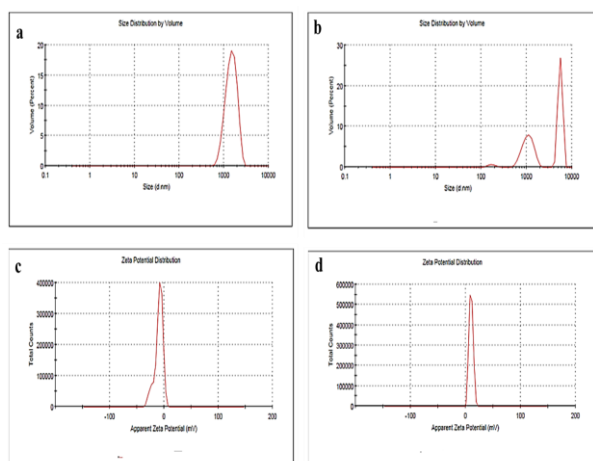 a
Size Distribution by Volume
20
15
10
5
0
0.1 1 10 100 1000 10000
Volume (Percent)
Size (d.nm)
b
Size Distribution by Volume
30
20
10
0
0.1 1 10 100 1000 10000
Volume (Percent)
Size (d.nm)
c
Zeta Potential Distribution
400000
300000
200000
100000
0
-100 0 100 200
Total Counts
Apparent Zeta Potential (mV)
d
Zeta Potential Distribution
600000
500000
400000
300000
200000
100000
0
-100 0 100 200
Total Counts
Apparent Zeta Potential (mV)